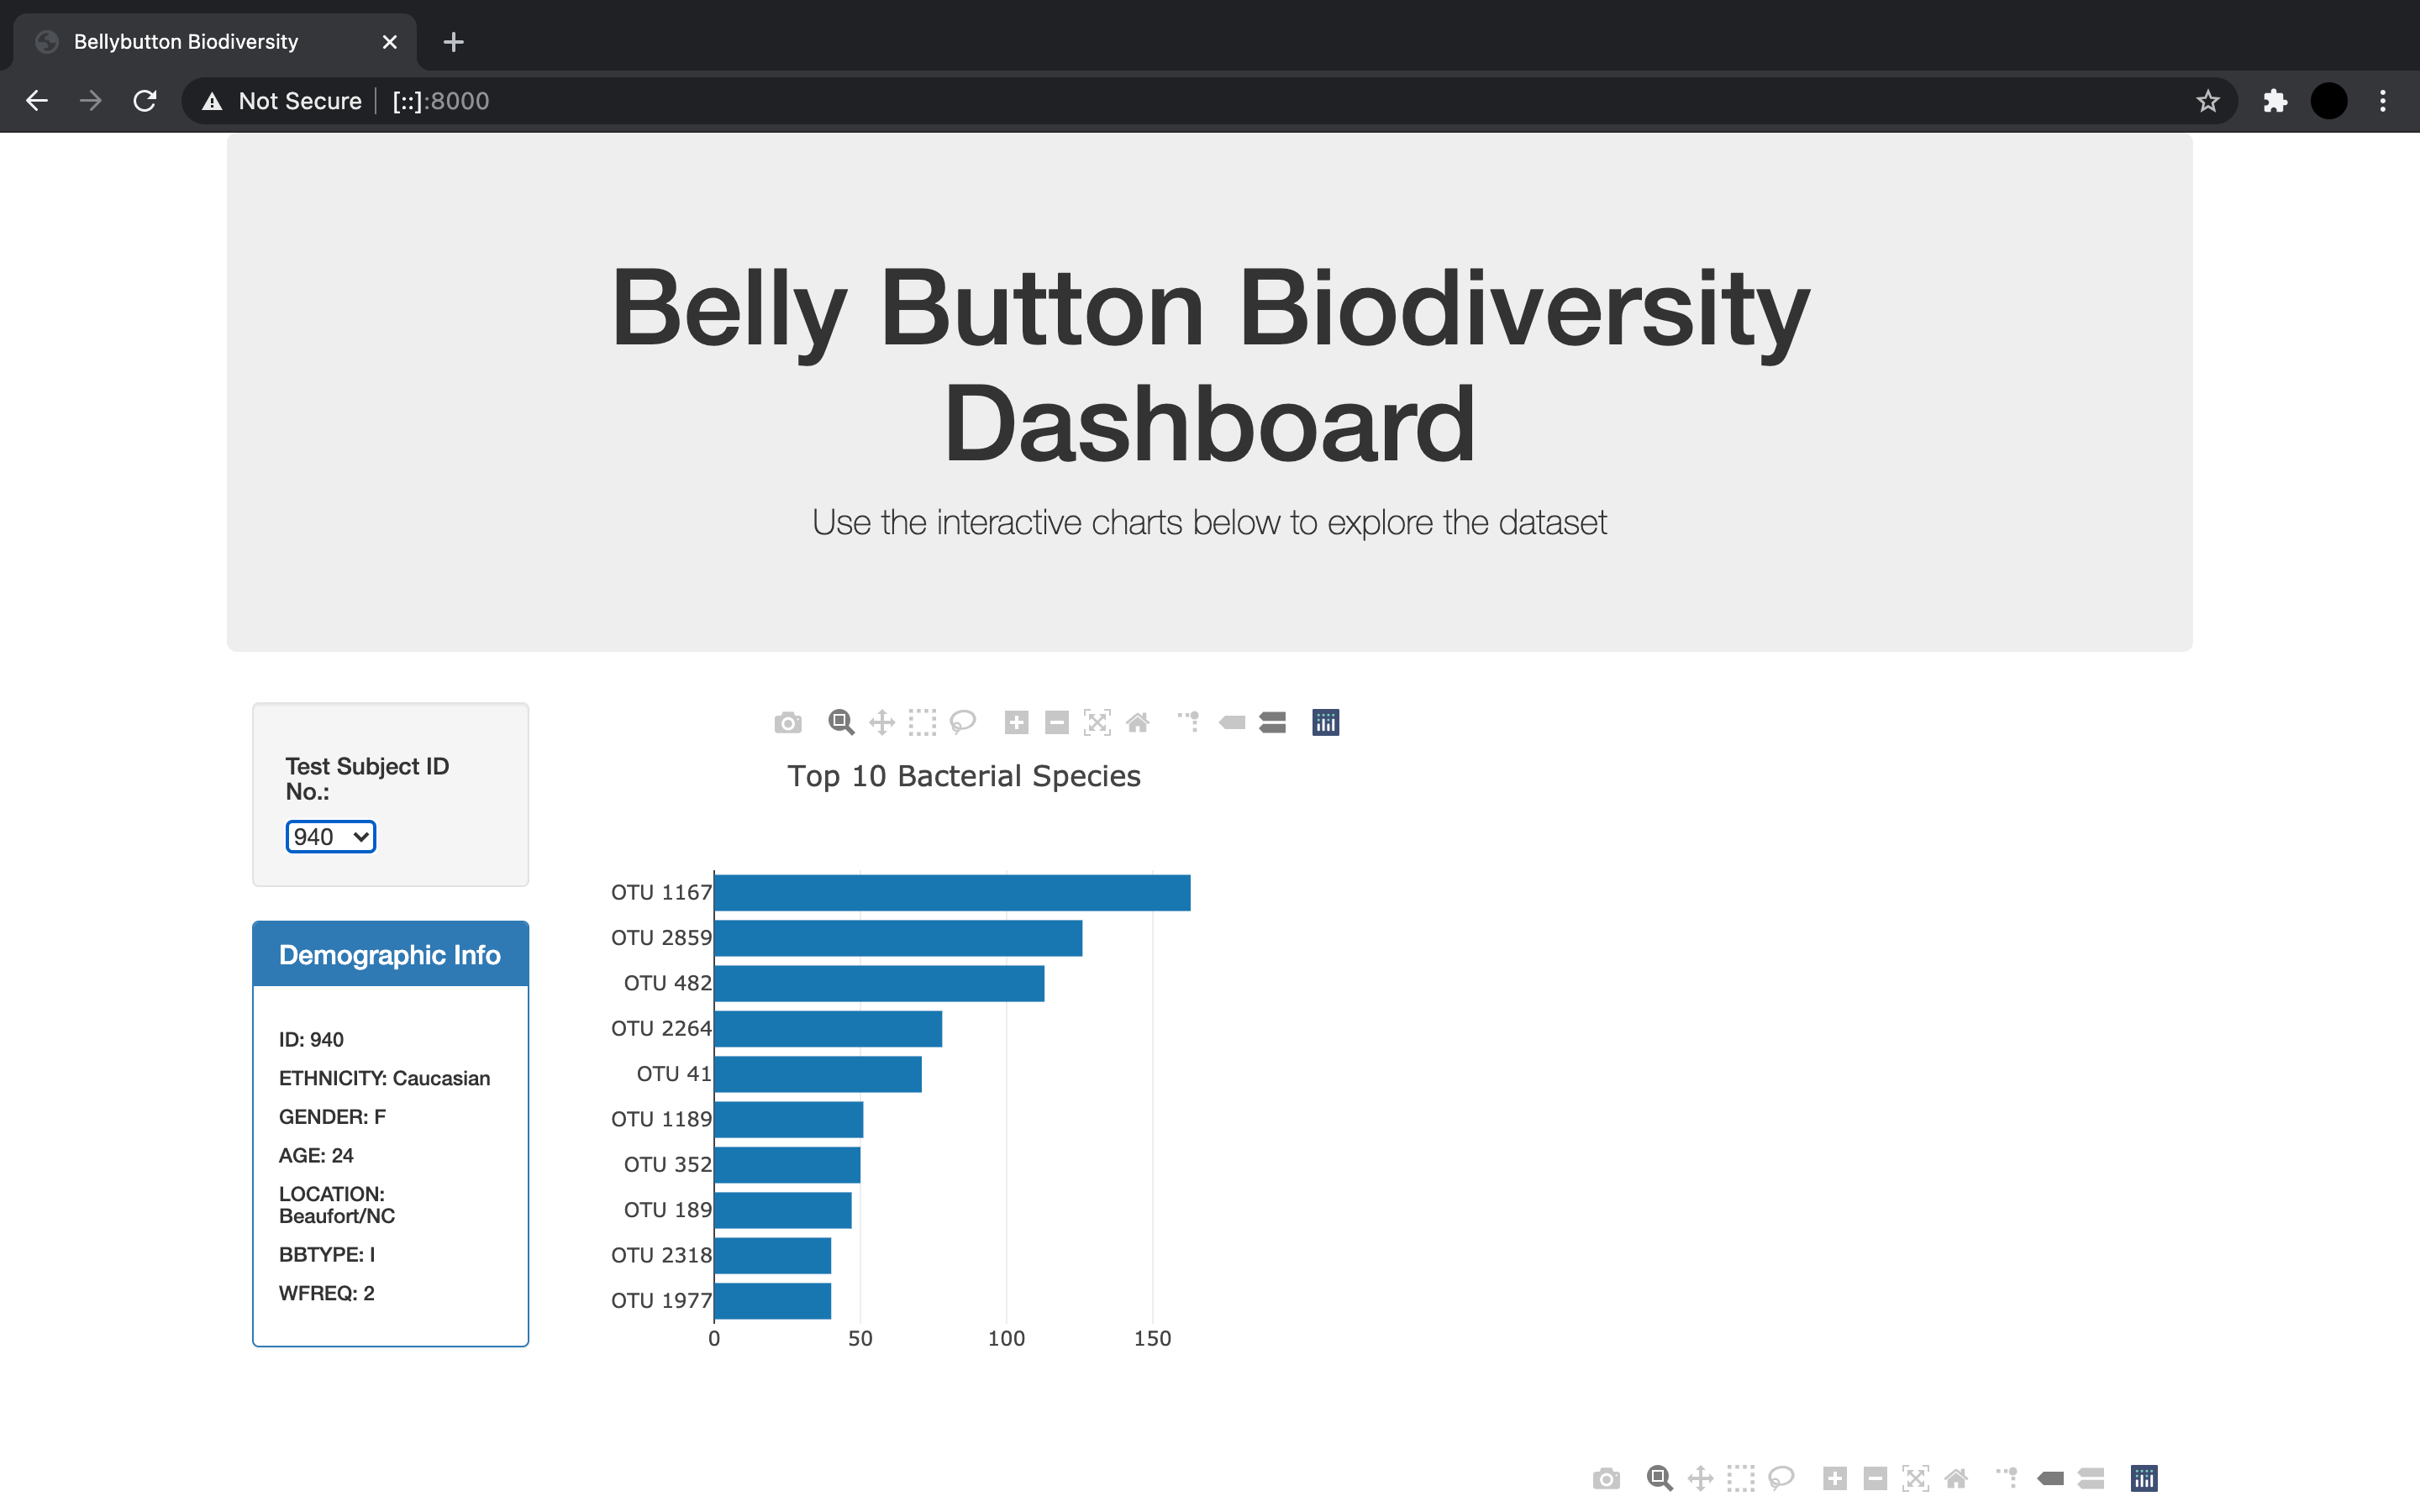 Bellybutton Biodiversity
Not Secure | [::]:8000
Belly Button Biodiversity
Dashboard
Use the interactive charts below to explore the dataset
Test Subject ID
No.:
940
Demographic Info
ID: 940
ETHNICITY: Caucasian
GENDER: F
AGE: 24
LOCATION:
Beaufort/NC
BBTYPE: I
WFREQ: 2
Top 10 Bacterial Species
OTU 1167
OTU 2859
OTU 482
OTU 2264
OTU 41
OTU 1189
OTU 352
OTU 189
OTU 2318
OTU 1977
0 50 100 150